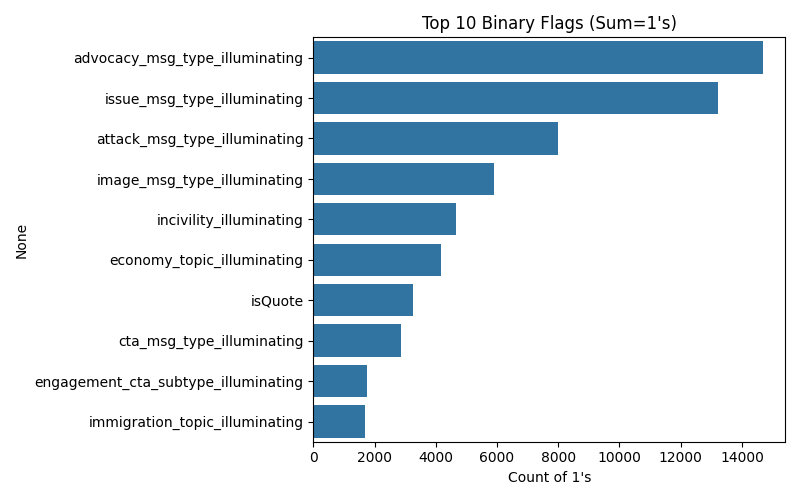 Top 10 Binary Flags (Sum=1's)
advocacy_msg_type_illuminating
issue_msg_type_illuminating
attack_msg_type_illuminating
image_msg_type_illuminating
incivility_illuminating
economy_topic_illuminating
isQuote
cta_msg_type_illuminating
engagement_cta_subtype_illuminating
immigration_topic_illuminating
None
0 2000 4000 6000 8000 10000 12000 14000
Count of 1's